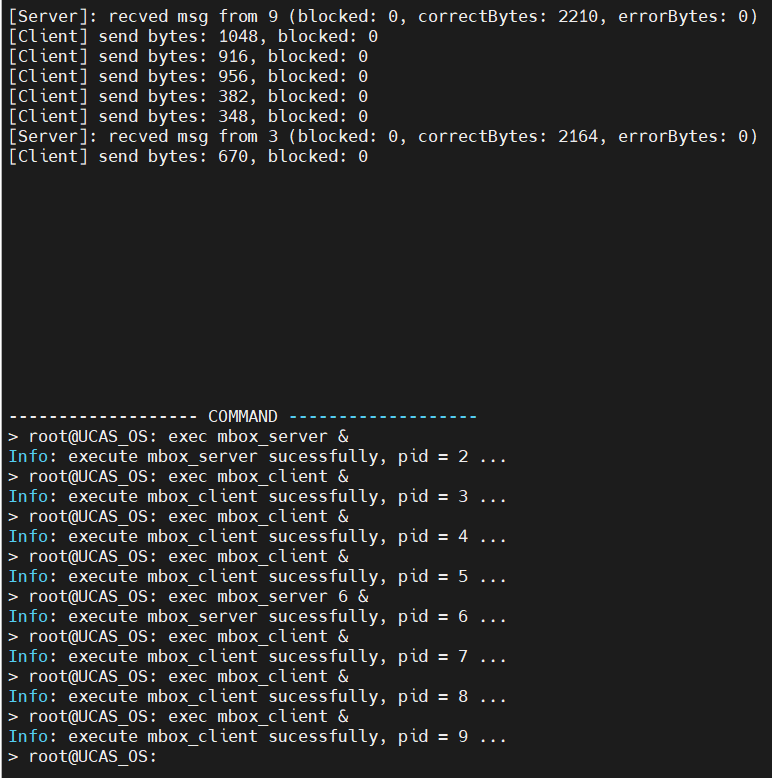 [Server]: recved msg from 9 (blocked: 0, correctBytes: 2210, errorBytes: 0)
[Client] send bytes: 1048, blocked: 0
[Client] send bytes: 916, blocked: 0
[Client] send bytes: 956, blocked: 0
[Client] send bytes: 382, blocked: 0
[Client] send bytes: 348, blocked: 0
[Server]: recved msg from 3 (blocked: 0, correctBytes: 2164, errorBytes: 0)
[Client] send bytes: 670, blocked: 0
------------------- COMMAND -------------------
> root@UCAS_OS: exec mbox_server &
Info: execute mbox_server sucessfully, pid = 2 ...
> root@UCAS_OS: exec mbox_client &
Info: execute mbox_client sucessfully, pid = 3 ...
> root@UCAS_OS: exec mbox_client &
Info: execute mbox_client sucessfully, pid = 4 ...
> root@UCAS_OS: exec mbox_client &
Info: execute mbox_client sucessfully, pid = 5 ...
> root@UCAS_OS: exec mbox_server 6 &
Info: execute mbox_server sucessfully, pid = 6 ...
> root@UCAS_OS: exec mbox_client &
Info: execute mbox_client sucessfully, pid = 7 ...
> root@UCAS_OS: exec mbox_client &
Info: execute mbox_client sucessfully, pid = 8 ...
> root@UCAS_OS: exec mbox_client &
Info: execute mbox_client sucessfully, pid = 9 ...
> root@UCAS_OS: